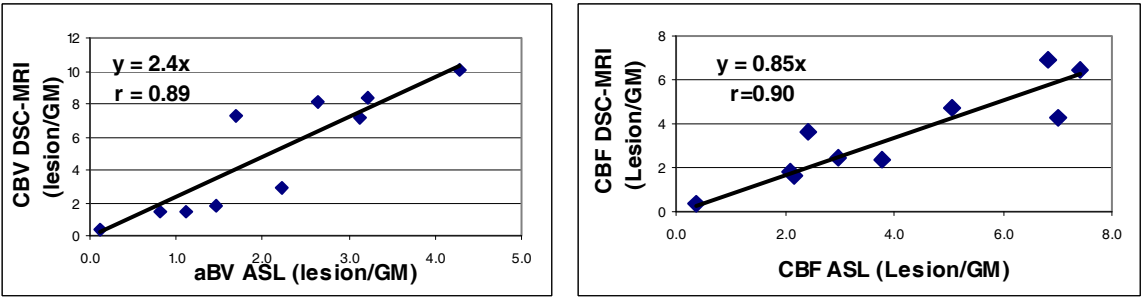 12
10
8
6
4
2
0
y = 2.4x
r = 0.89
CBV DSC-MRI
(lesion/GM)
0.0 1.0 2.0 3.0 4.0 5.0
aBV ASL (lesion/GM)
8
6
4
2
0
y = 0.85x
r=0.90
CBF DSC-MRI
(Lesion/GM)
0.0 2.0 4.0 6.0 8.0
CBF ASL (Lesion/GM)